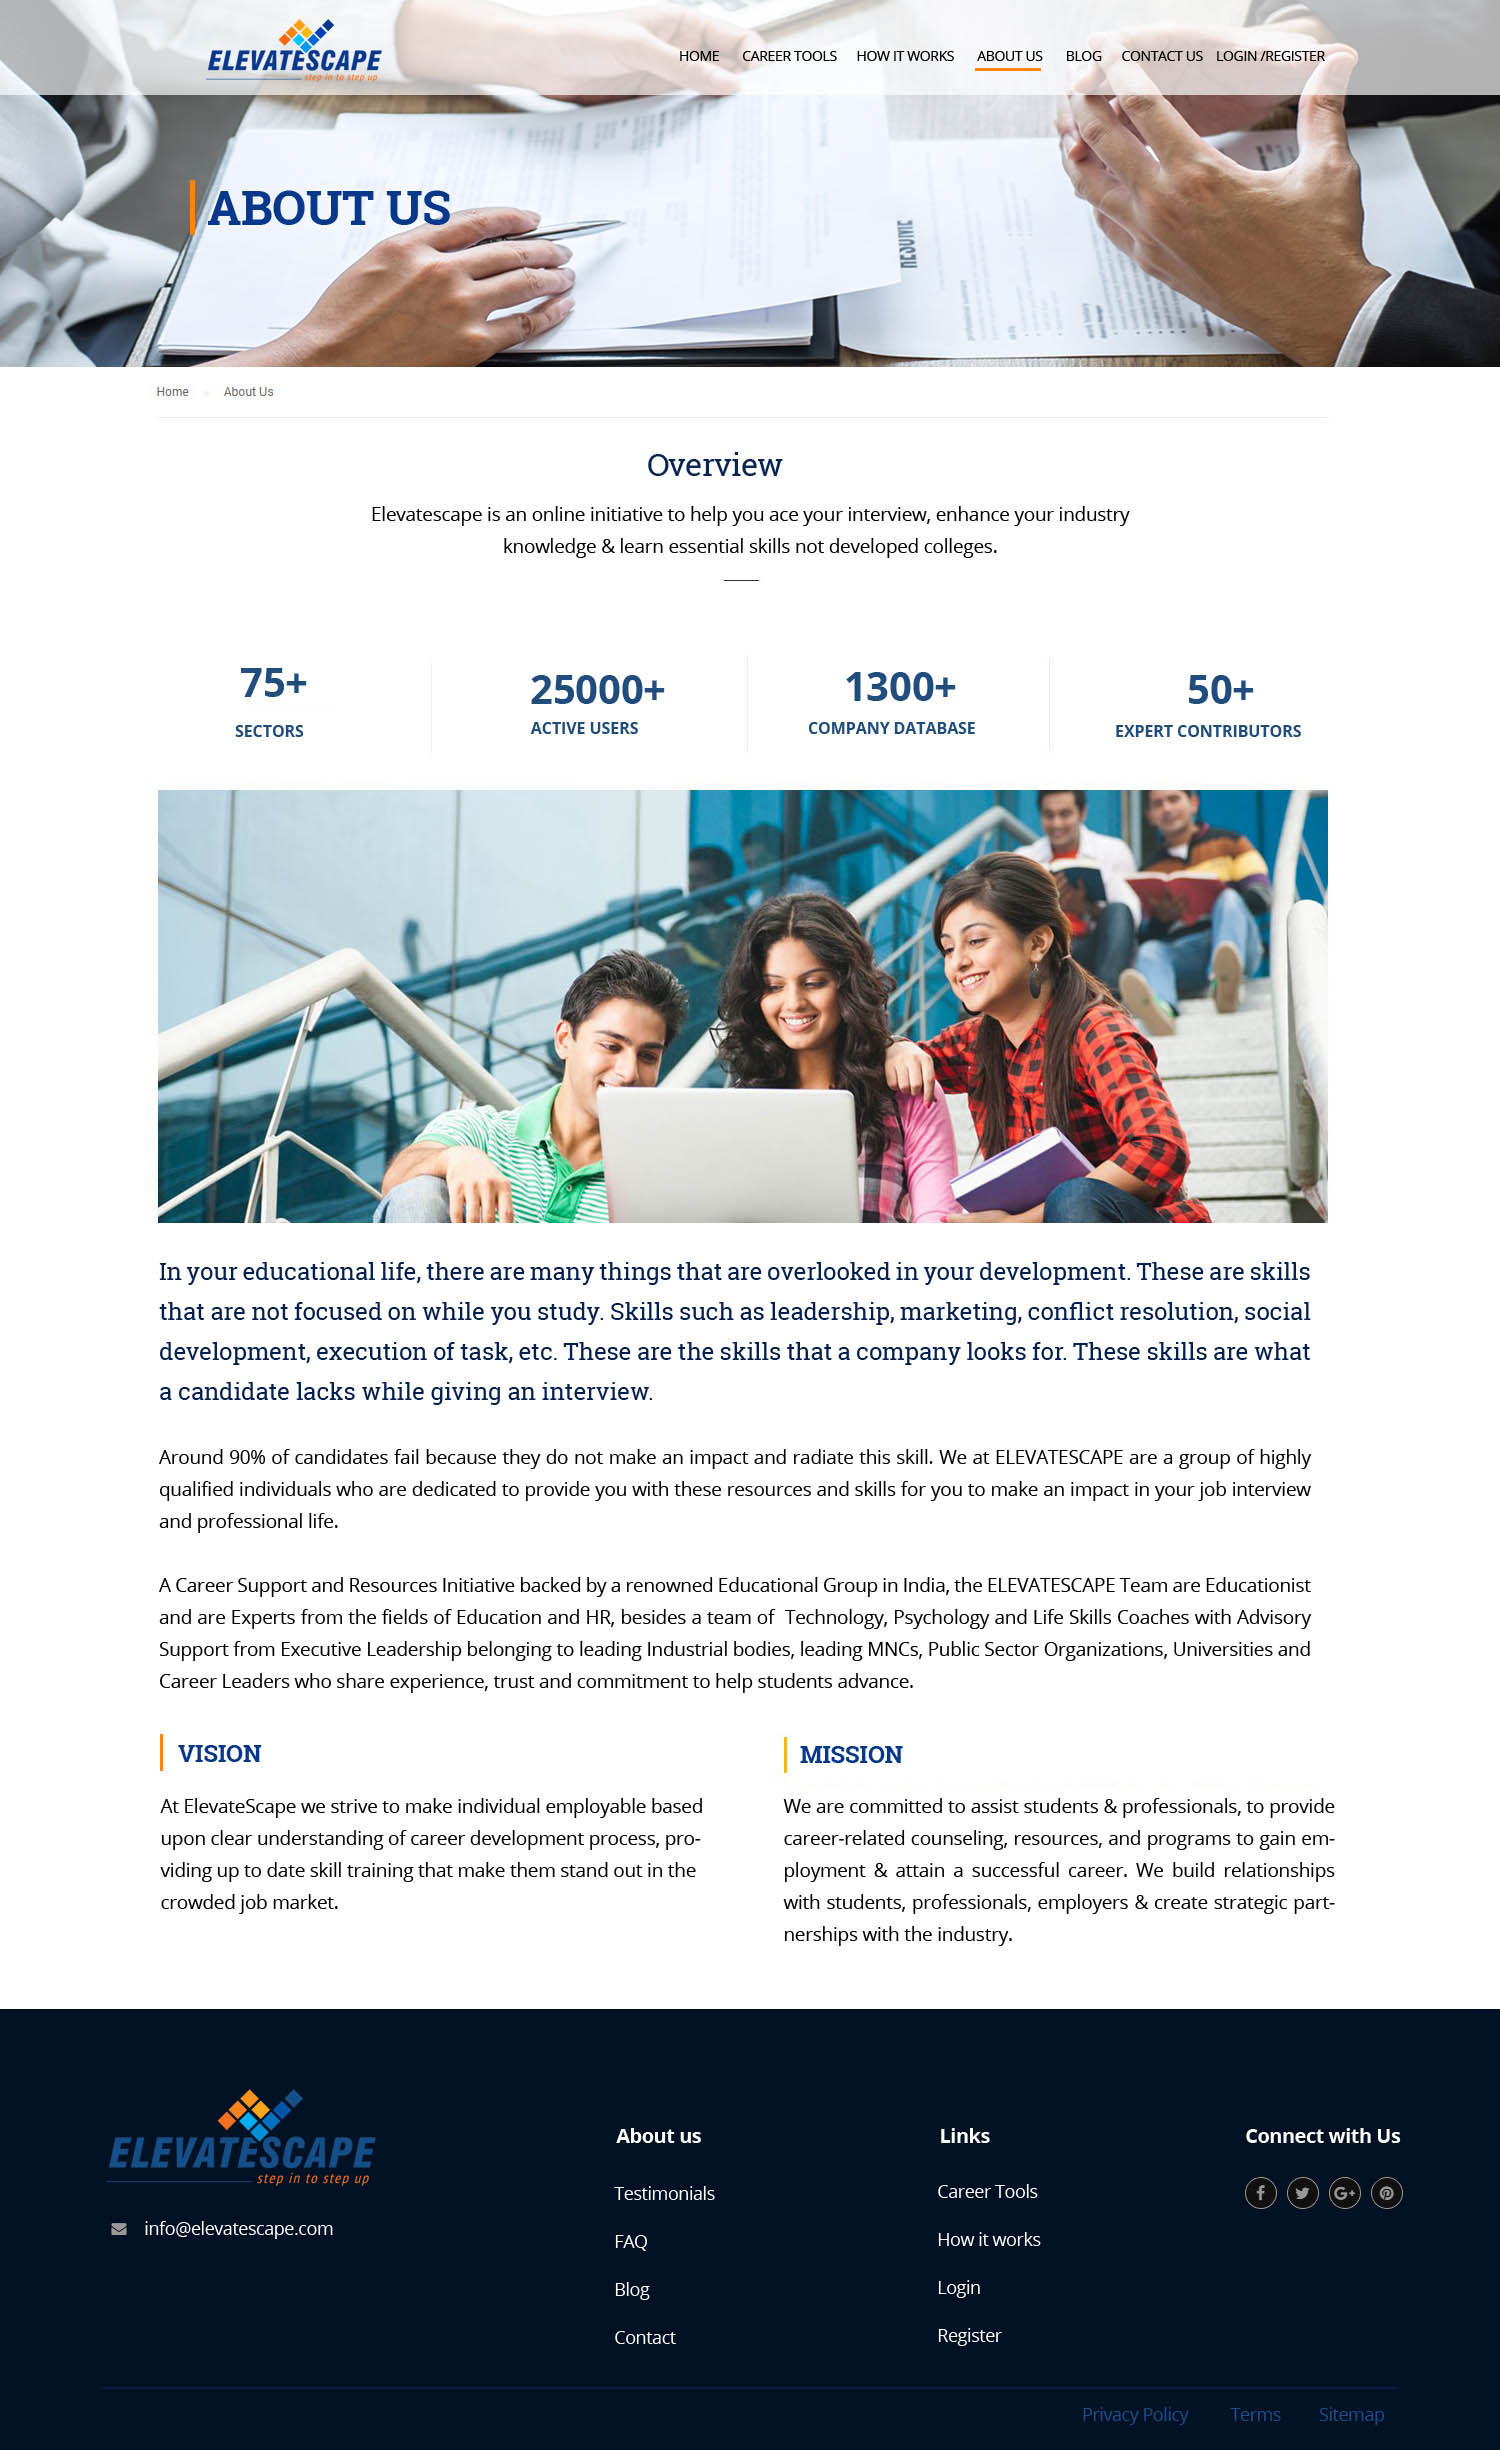 ELEVATESCAPE
step in to step up
HOME CAREER TOOLS HOW IT WORKS ABOUT US BLOG CONTACT US LOGIN /REGISTER
ABOUT US
RESUME
Home About Us
Overview
Elevatescape is an online initiative to help you ace your interview, enhance your industry
knowledge & learn essential skills not developed colleges.
75+ 25000+ 1300+ 50+
SECTORS ACTIVE USERS COMPANY DATABASE EXPERT CONTRIBUTORS
In your educational life, there are many things that are overlooked in your development. These are skills
that are not focused on while you study. Skills such as leadership, marketing, conflict resolution, social
development, execution of task, etc. These are the skills that a company looks for. These skills are what
a candidate lacks while giving an interview.
Around 90% of candidates fail because they do not make an impact and radiate this skill. We at ELEVATESCAPE are a group of highly
qualified individuals who are dedicated to provide you with these resources and skills for you to make an impact in your job interview
and professional life.
A Career Support and Resources Initiative backed by a renowned Educational Group in India, the ELEVATESCAPE Team are Educationist
and are Experts from the fields of Education and HR, besides a team of Technology, Psychology and Life Skills Coaches with Advisory
Support from Executive Leadership belonging to leading Industrial bodies, leading MNCs, Public Sector Organizations, Universities and
Career Leaders who share experience, trust and commitment to help students advance.
VISION
At ElevateScape we strive to make individual employable based
upon clear understanding of career development process, pro-
viding up to date skill training that make them stand out in the
crowded job market.
MISSION
We are committed to assist students & professionals, to provide
career-related counseling, resources, and programs to gain em-
ployment & attain a successful career. We build relationships
with students, professionals, employers & create strategic part-
nerships with the industry.
ELEVATESCAPE
step in to step up
info@elevatescape.com
About us
Testimonials
FAQ
Blog
Contact
Links
Career Tools
How it works
Login
Register
Connect with Us
Privacy Policy Terms Sitemap